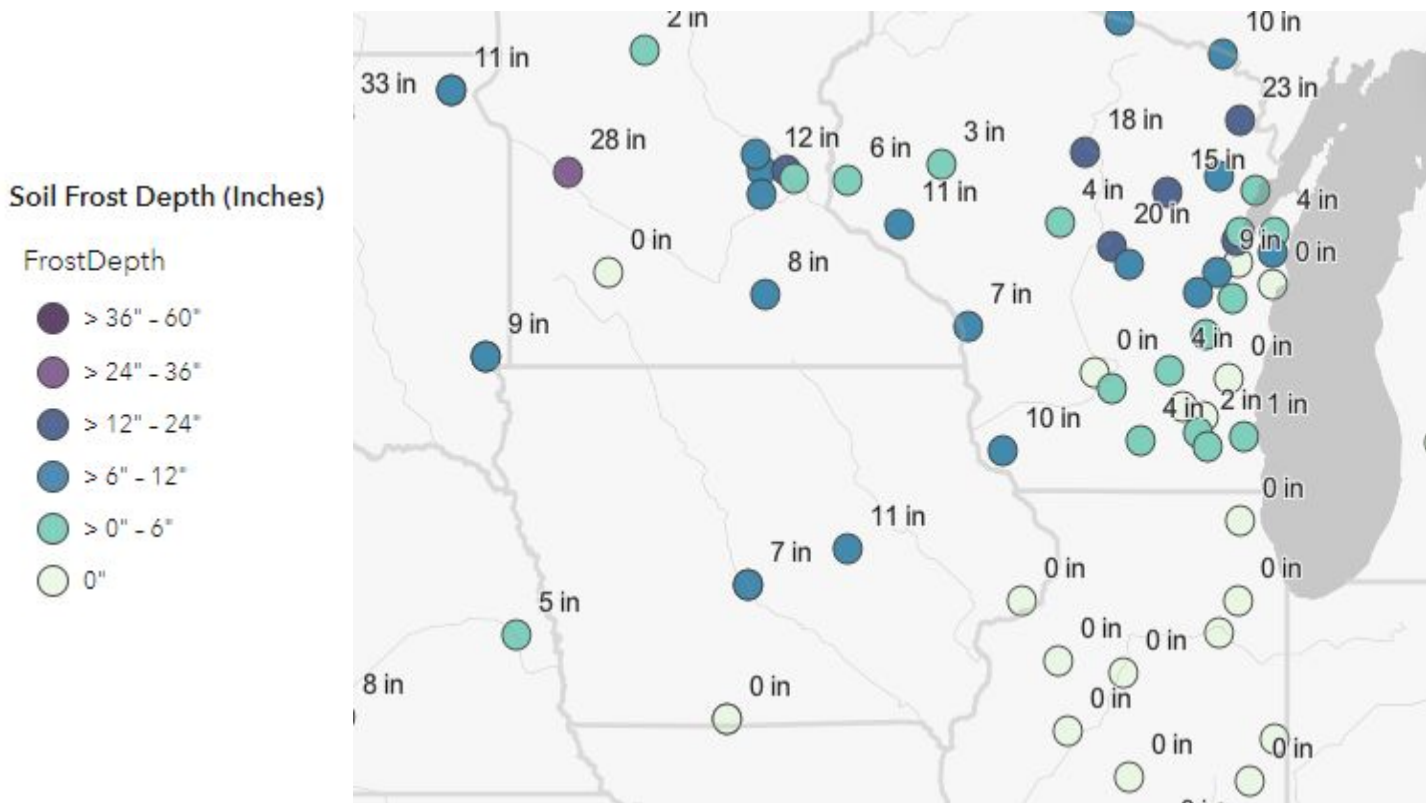 2 in
10 in
11 in
33 in
23 in
18 in
28 in
12 in
3 in
6 in
15 in
4 in
11 in
4 in
20 in
0 in
9 in
0 in
8 in
7 in
9 in
0 in
4 in
0 in
4 in
2 in
1 in
10 in
0 in
11 in
7 in
0 in
0 in
5 in
0 in
0 in
8 in
0 in
0 in
0 in
0 in
Soil Frost Depth (Inches)
FrostDepth
> 36" - 60"
> 24" - 36"
> 12" - 24"
> 6" - 12"
> 0" - 6"
0"